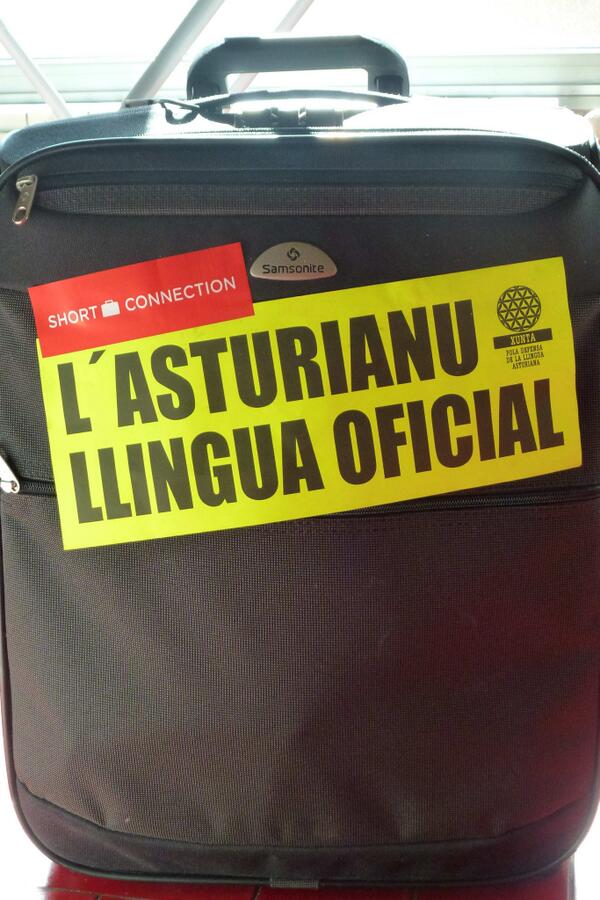 Samsonite
SHORT CONNECTION
L´ASTURIANU
LLINGUA OFICIAL
XUNTA
POLA DEFENSA
DE LA LLINGUA
ASTURIANA